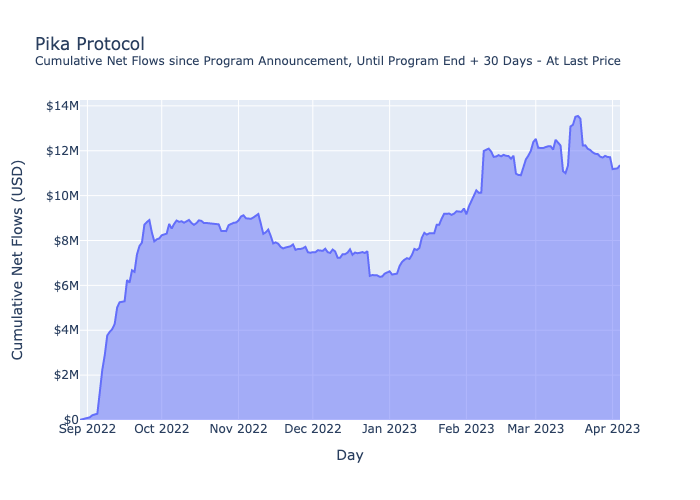 Pika Protocol
Cumulative Net Flows since Program Announcement, Until Program End + 30 Days - At Last Price
$14M
$12M
$10M
$8M
$6M
$4M
$2M
$0
Cumulative Net Flows (USD)
Sep 2022 Oct 2022 Nov 2022 Dec 2022 Jan 2023 Feb 2023 Mar 2023 Apr 2023
Day